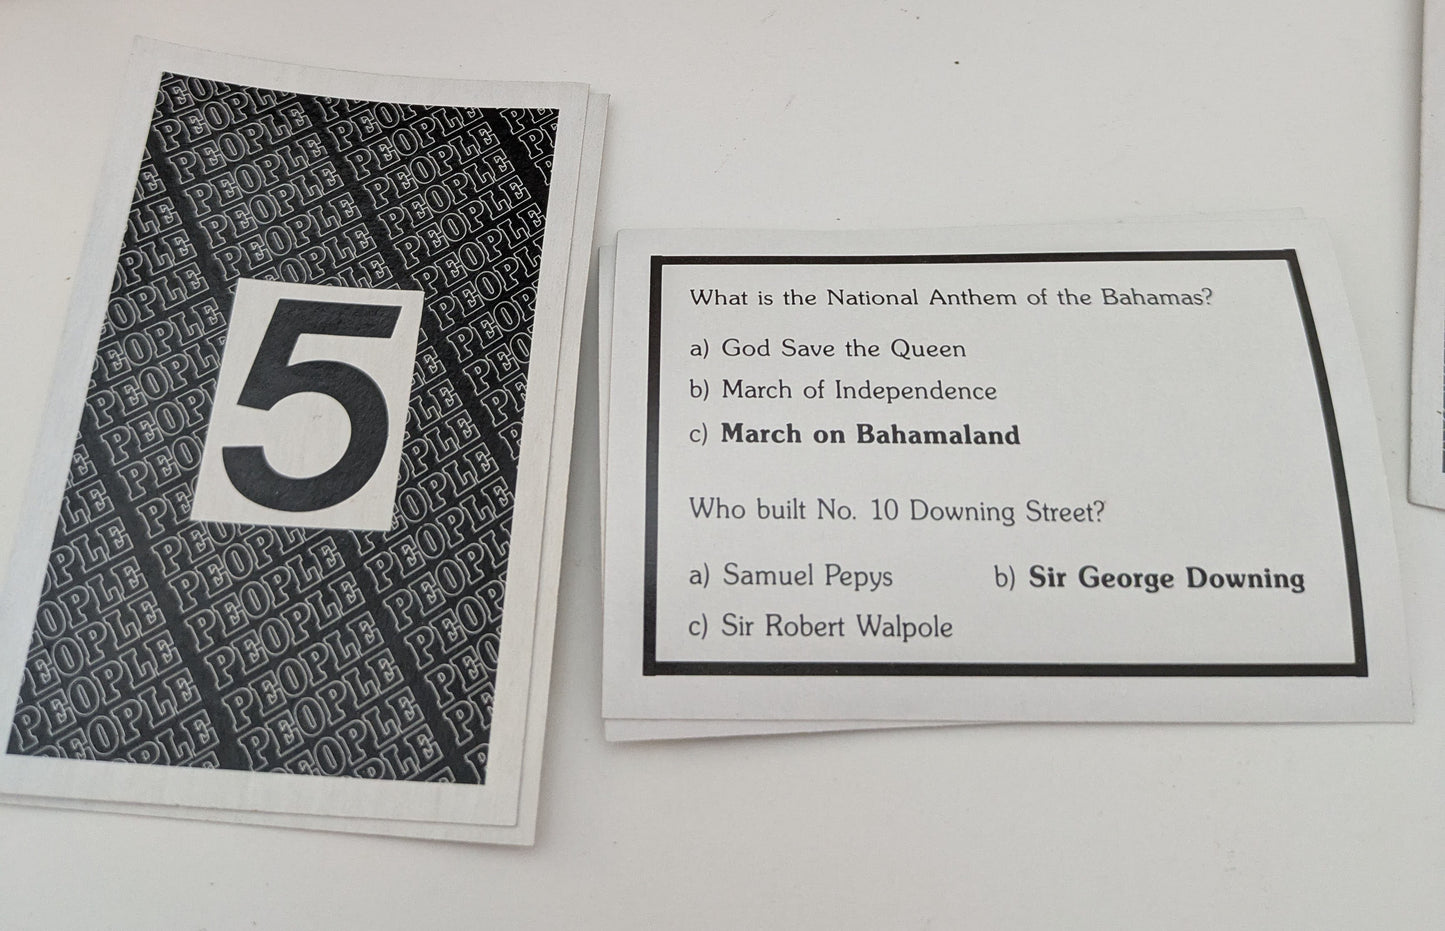 PEOPLE
5
What is the National Anthem of the Bahamas?
a) God Save the Queen
b) March of Independence
c) March on Bahamaland
Who built No. 10 Downing Street?
a) Samuel Pepys b) Sir George Downing
c) Sir Robert Walpole